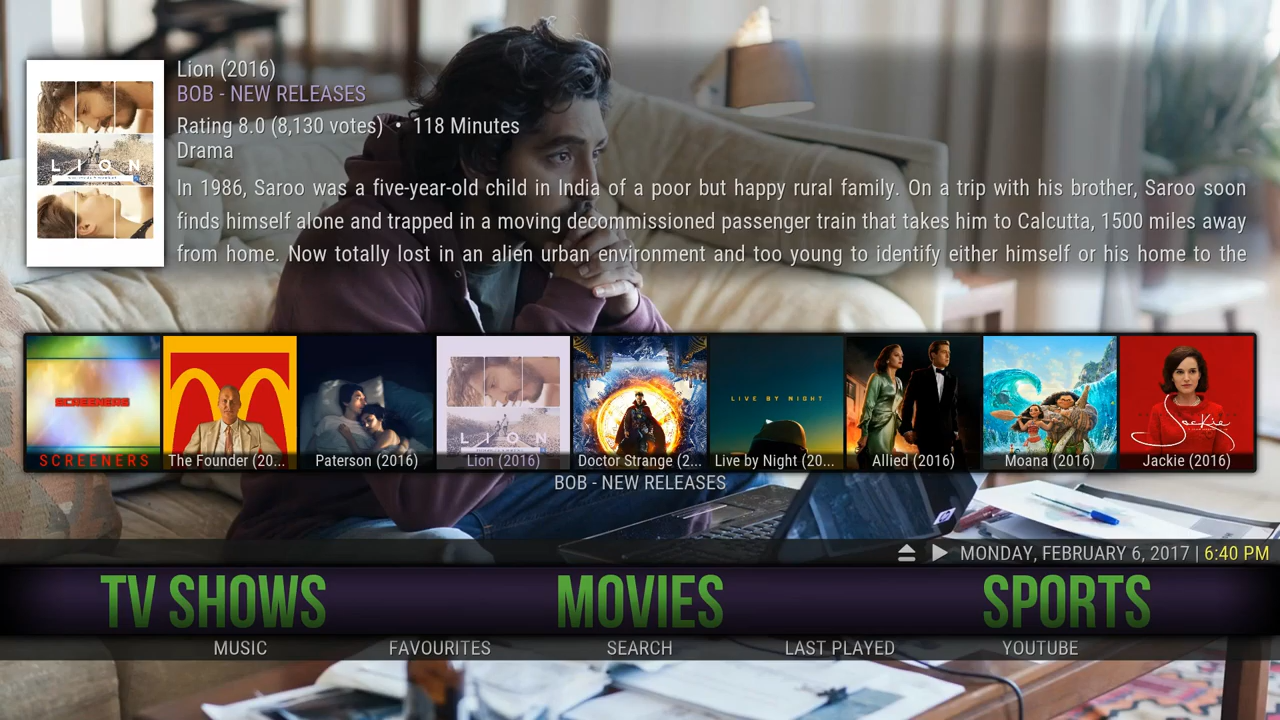 Lion (2016)
BOB - NEW RELEASES
Rating 8.0 (8,130 votes) • 118 Minutes
Drama
In 1986, Saroo was a five-year-old child in India of a poor but happy rural family. On a trip with his brother, Saroo soon
finds himself alone and trapped in a moving decommissioned passenger train that takes him to Calcutta, 1500 miles away
from home. Now totally lost in an alien urban environment and too young to identify either himself or his home to the
LION
SCREENERS
LION
LIVE BY NIGHT
Jackie
SCREENERS
The Founder (20...
Paterson (2016)
Lion (2016)
Doctor Strange (2...
Live by Night (20...
Allied (2016)
Moana (2016)
Jackie (2016)
BOB - NEW RELEASES
hp
MONDAY, FEBRUARY 6, 2017 | 6:40 PM
TV SHOWS
MOVIES
SPORTS
MUSIC
FAVOURITES
SEARCH
LAST PLAYED
YOUTUBE